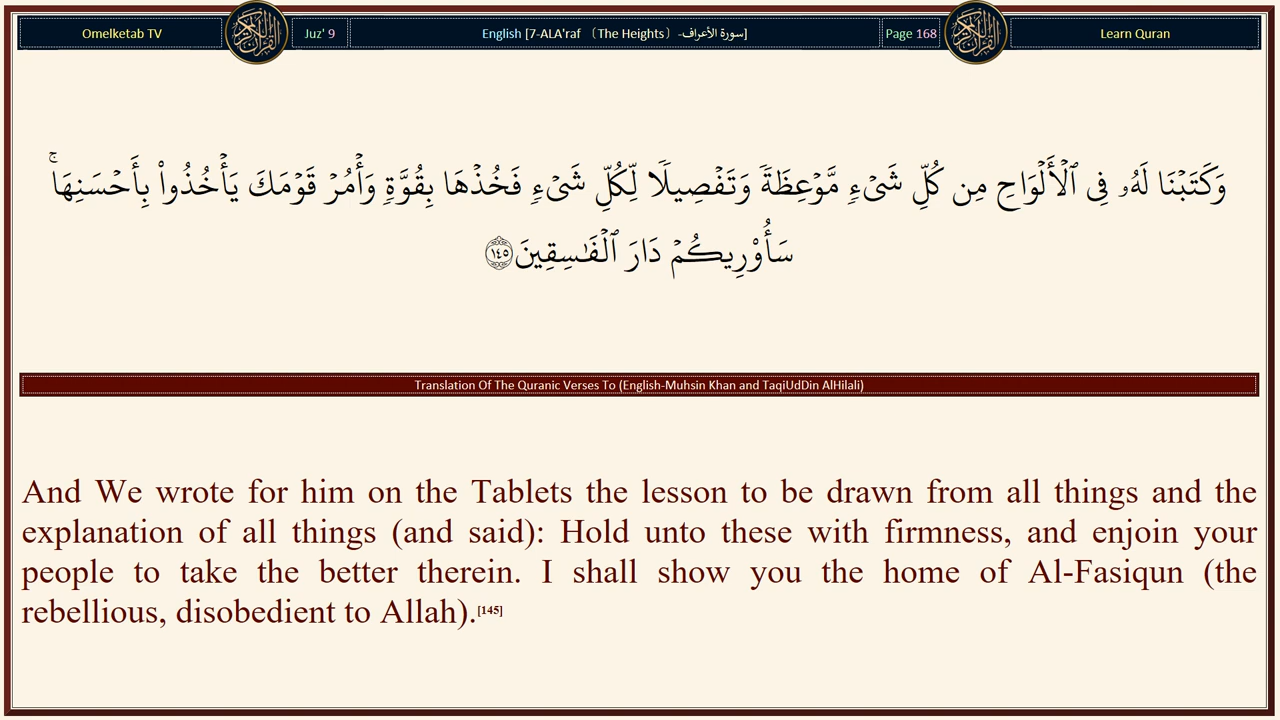 Omelketab TV
Juz' 9
English [7-ALA'raf （The Heights）-سورة الأعراف]
Page 168
Learn Quran
وَكَتَبۡنَا لَهُۥ فِي ٱلۡأَلۡوَاحِ مِن كُلِّ شَيۡءٖ مَّوۡعِظَةٗ وَتَفۡصِيلٗا لِّكُلِّ شَيۡءٖ فَخُذۡهَا بِقُوَّةٖ وَأۡمُرۡ قَوۡمَكَ يَأۡخُذُواْ بِأَحۡسَنِهَاۚ
سَأُوْرِيكُمۡ دَارَ ٱلۡفَٰسِقِينَ ١٤٥
Translation Of The Quranic Verses To (English-Muhsin Khan and TaqiUdDin AlHilali)
And We wrote for him on the Tablets the lesson to be drawn from all things and the
explanation of all things (and said): Hold unto these with firmness, and enjoin your
people to take the better therein. I shall show you the home of Al-Fasiqun (the
rebellious, disobedient to Allah).[145]